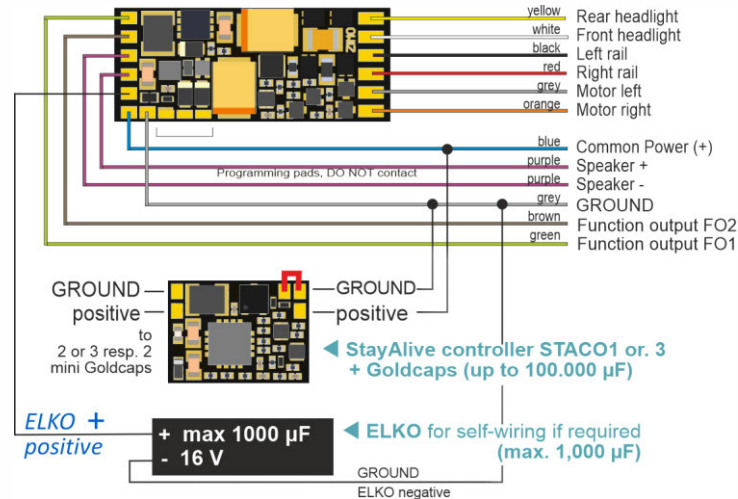 yellow
Rear headlight
white
Front headlight
black
Left rail
red
Right rail
grey
Motor left
orange
Motor right
blue
Common Power (+)
purple
Speaker +
Programming pads, DO NOT contact
purple
Speaker -
grey
GROUND
brown
Function output FO2
green
Function output FO1
GROUND
positive
to
2 or 3 resp. 2
mini Goldcaps
GROUND
positive
StayAlive controller STACO1 or. 3
+ Goldcaps (up to 100.000 µF)
ELKO +
positive
+ max 1000 µF
- 16 V
ELKO for self-wiring if required
(max. 1,000 µF)
GROUND
ELKO negative